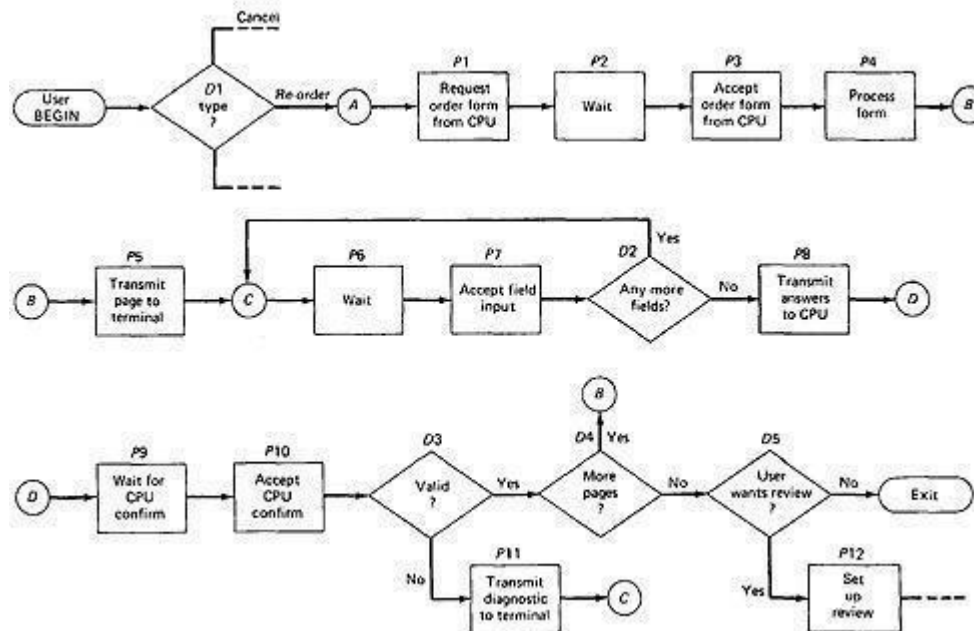 Cancel
P1
P2
P3
P4
User
BEGIN
D1
type
?
Re-order
A
Request
order form
from CPU
Wait
Accept
order form
from CPU
Process
form
B
Yes
P5
P6
P7
D2
P8
B
Transmit
page to
terminal
C
Wait
Accept field
input
Any more
fields?
No
Transmit
answers
to CPU
D
B
P9
P10
D3
D4
Yes
D5
D
Wait for
CPU
confirm
Accept
CPU
confirm
Valid
?
Yes
More
pages
?
No
User
wants review
?
No
Exit
P11
P12
No
Transmit
diagnostic
to terminal
C
Yes
Set
up
review